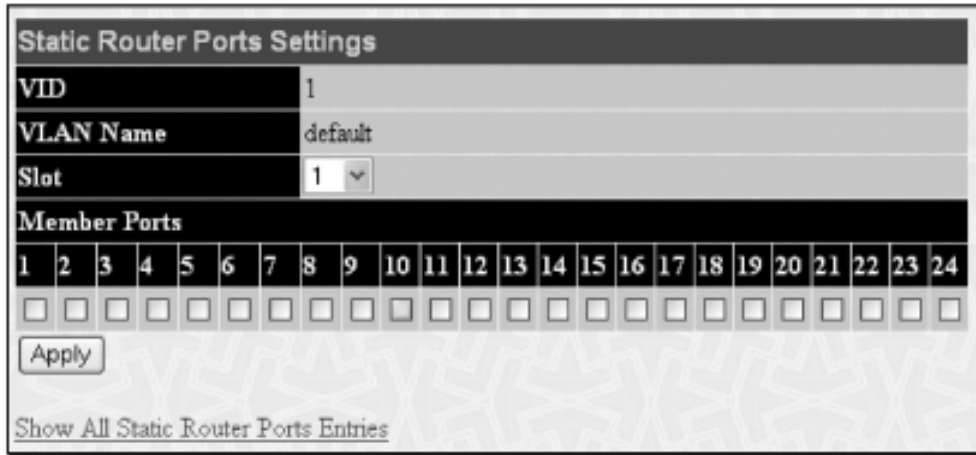 Static Router Ports Settings
VID 1
VLAN Name default
Slot 1
Member Ports
1 2 3 4 5 6 7 8 9 10 11 12 13 14 15 16 17 18 19 20 21 22 23 24
Apply
Show All Static Router Ports Entries